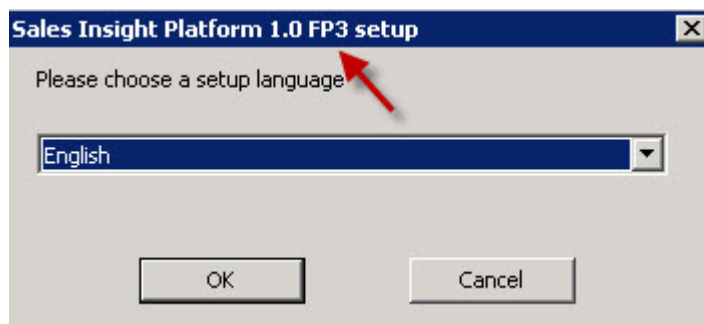 Sales Insight Platform 1.0 FP3 setup
Please choose a setup language
English
OK
Cancel